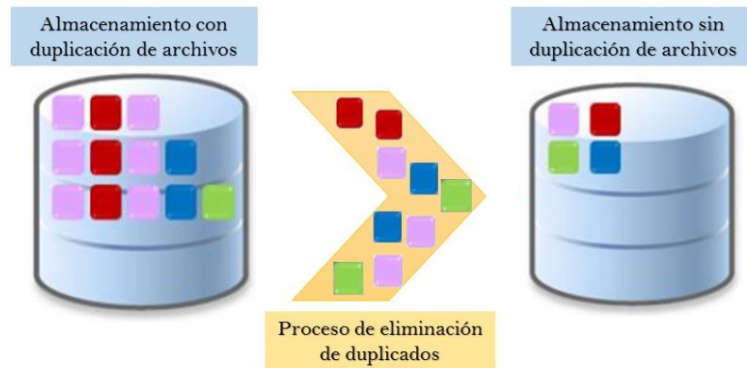 Almacenamiento con
duplicación de archivos
Almacenamiento sin
duplicación de archivos
Proceso de eliminación
de duplicados